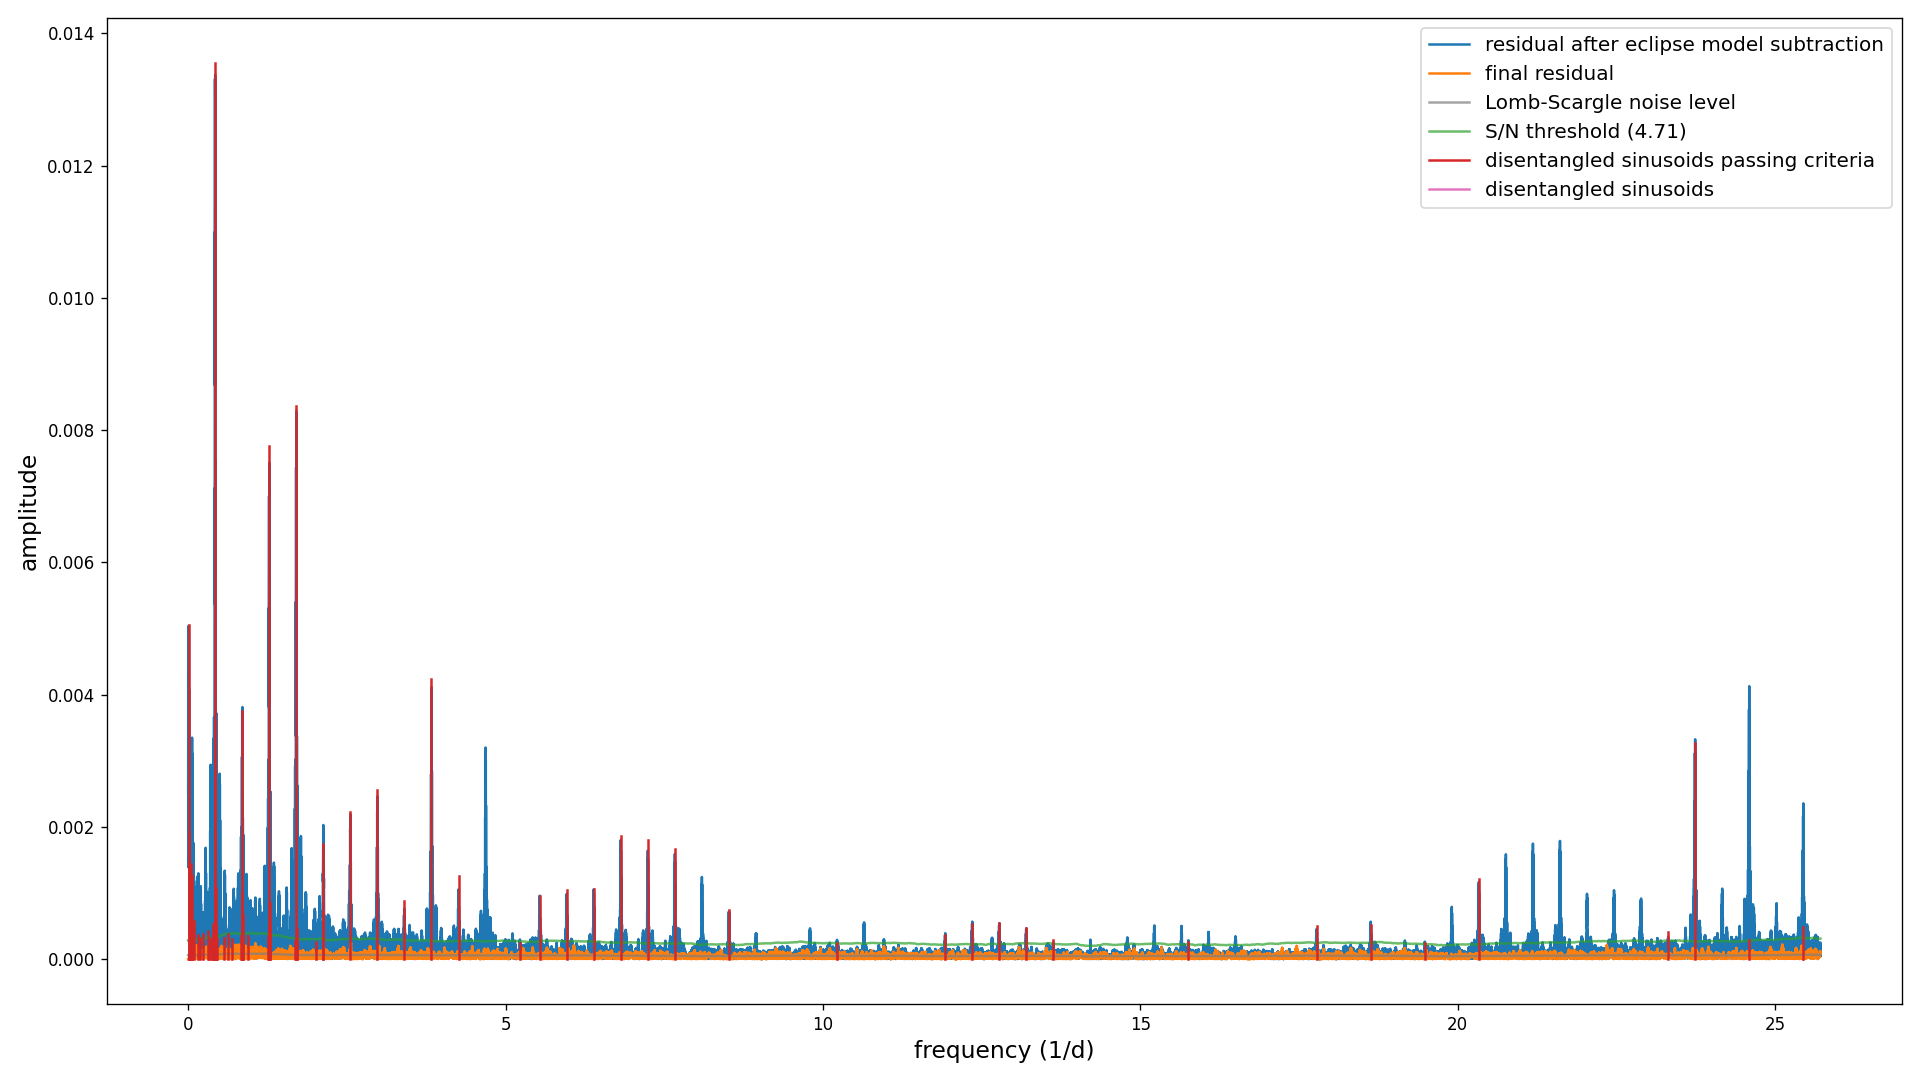 0.014
0.012
0.010
0.008
0.006
0.004
0.002
0.000
amplitude
0
5
10
15
20
25
frequency (1/d)
residual after eclipse model subtraction
final residual
Lomb-Scargle noise level
S/N threshold (4.71)
disentangled sinusoids passing criteria
disentangled sinusoids